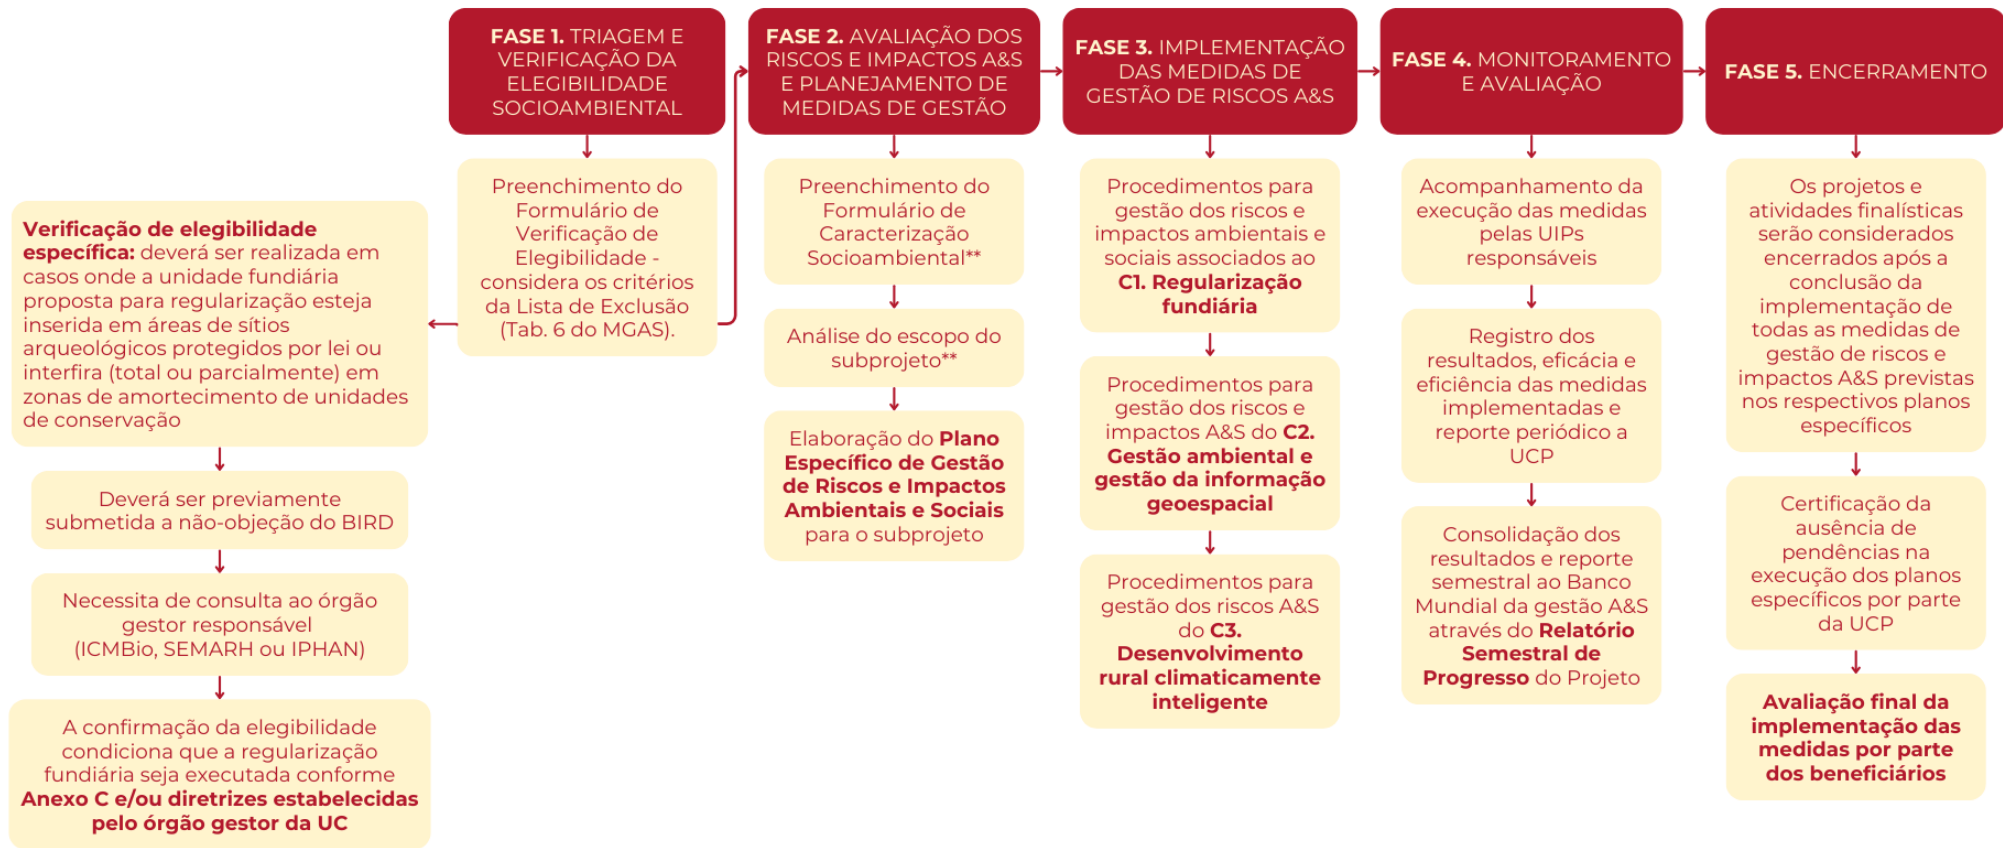 FASE 1. TRIAGEM E
VERIFICAÇÃO DA
ELEGIBILIDADE
SOCIOAMBIENTAL
Preenchimento do
Formulário de
Verificação de
Elegibilidade -
considera os critérios
da Lista de Exclusão
(Tab. 6 do MGAS).
Verificação de elegibilidade
específica: deverá ser realizada em
casos onde a unidade fundiária
proposta para regularização esteja
inserida em áreas de sítios
arqueológicos protegidos por lei ou
interfira (total ou parcialmente) em
zonas de amortecimento de unidades
de conservação
Deverá ser previamente
submetida a não-objeção do BIRD
Necessita de consulta ao órgão
gestor responsável
(ICMBio, SEMARH ou IPHAN)
A confirmação da elegibilidade
condiciona que a regularização
fundiária seja executada conforme
Anexo C e/ou diretrizes estabelecidas
pelo órgão gestor da UC
FASE 2. AVALIAÇÃO DOS
RISCOS E IMPACTOS A&S
E PLANEJAMENTO DE
MEDIDAS DE GESTÃO
Preenchimento do
Formulário de
Caracterização
Socioambiental**
Análise do escopo do
subprojeto**
Elaboração do Plano
Específico de Gestão
de Riscos e Impactos
Ambientais e Sociais
para o subprojeto
FASE 3. IMPLEMENTAÇÃO
DAS MEDIDAS DE
GESTÃO DE RISCOS A&S
Procedimentos para
gestão dos riscos e
impactos ambientais e
sociais associados ao
C1. Regularização
fundiária
Procedimentos para
gestão dos riscos e
impactos A&S do C2.
Gestão ambiental e
gestão da informação
geoespacial
Procedimentos para
gestão dos riscos A&S
do C3.
Desenvolvimento
rural climaticamente
inteligente
FASE 4. MONITORAMENTO
E AVALIAÇÃO
Acompanhamento da
execução das medidas
pelas UIPs
responsáveis
Registro dos
resultados, eficácia e
eficiência das medidas
implementadas e
reporte periódico a
UCP
Consolidação dos
resultados e reporte
semestral ao Banco
Mundial da gestão A&S
através do Relatório
Semestral de
Progresso do Projeto
FASE 5. ENCERRAMENTO
Os projetos e
atividades finalísticas
serão considerados
encerrados após a
conclusão da
implementação de
todas as medidas de
gestão de riscos e
impactos A&S previstas
nos respectivos planos
específicos
Certificação da
ausência de
pendências na
execução dos planos
específicos por parte
da UCP
Avaliação final da
implementação das
medidas por parte
dos beneficiários